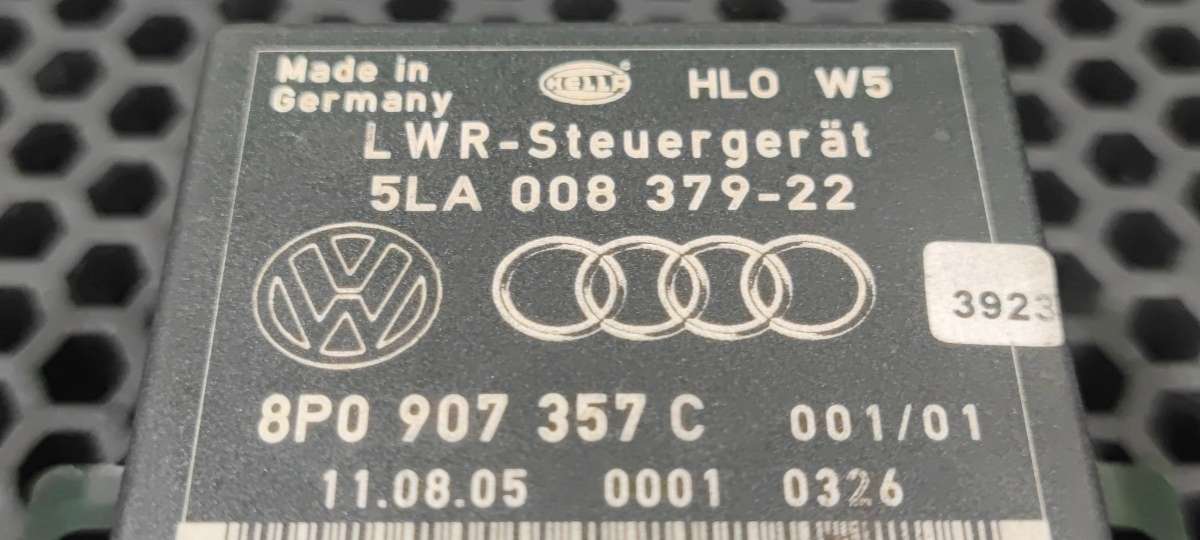 Made in Germany
HELLA HLO W5
LWR-Steuergerät
5LA 008 379-22
3923
8P0 907 357 C 001/01
11.08.05 0001 0326